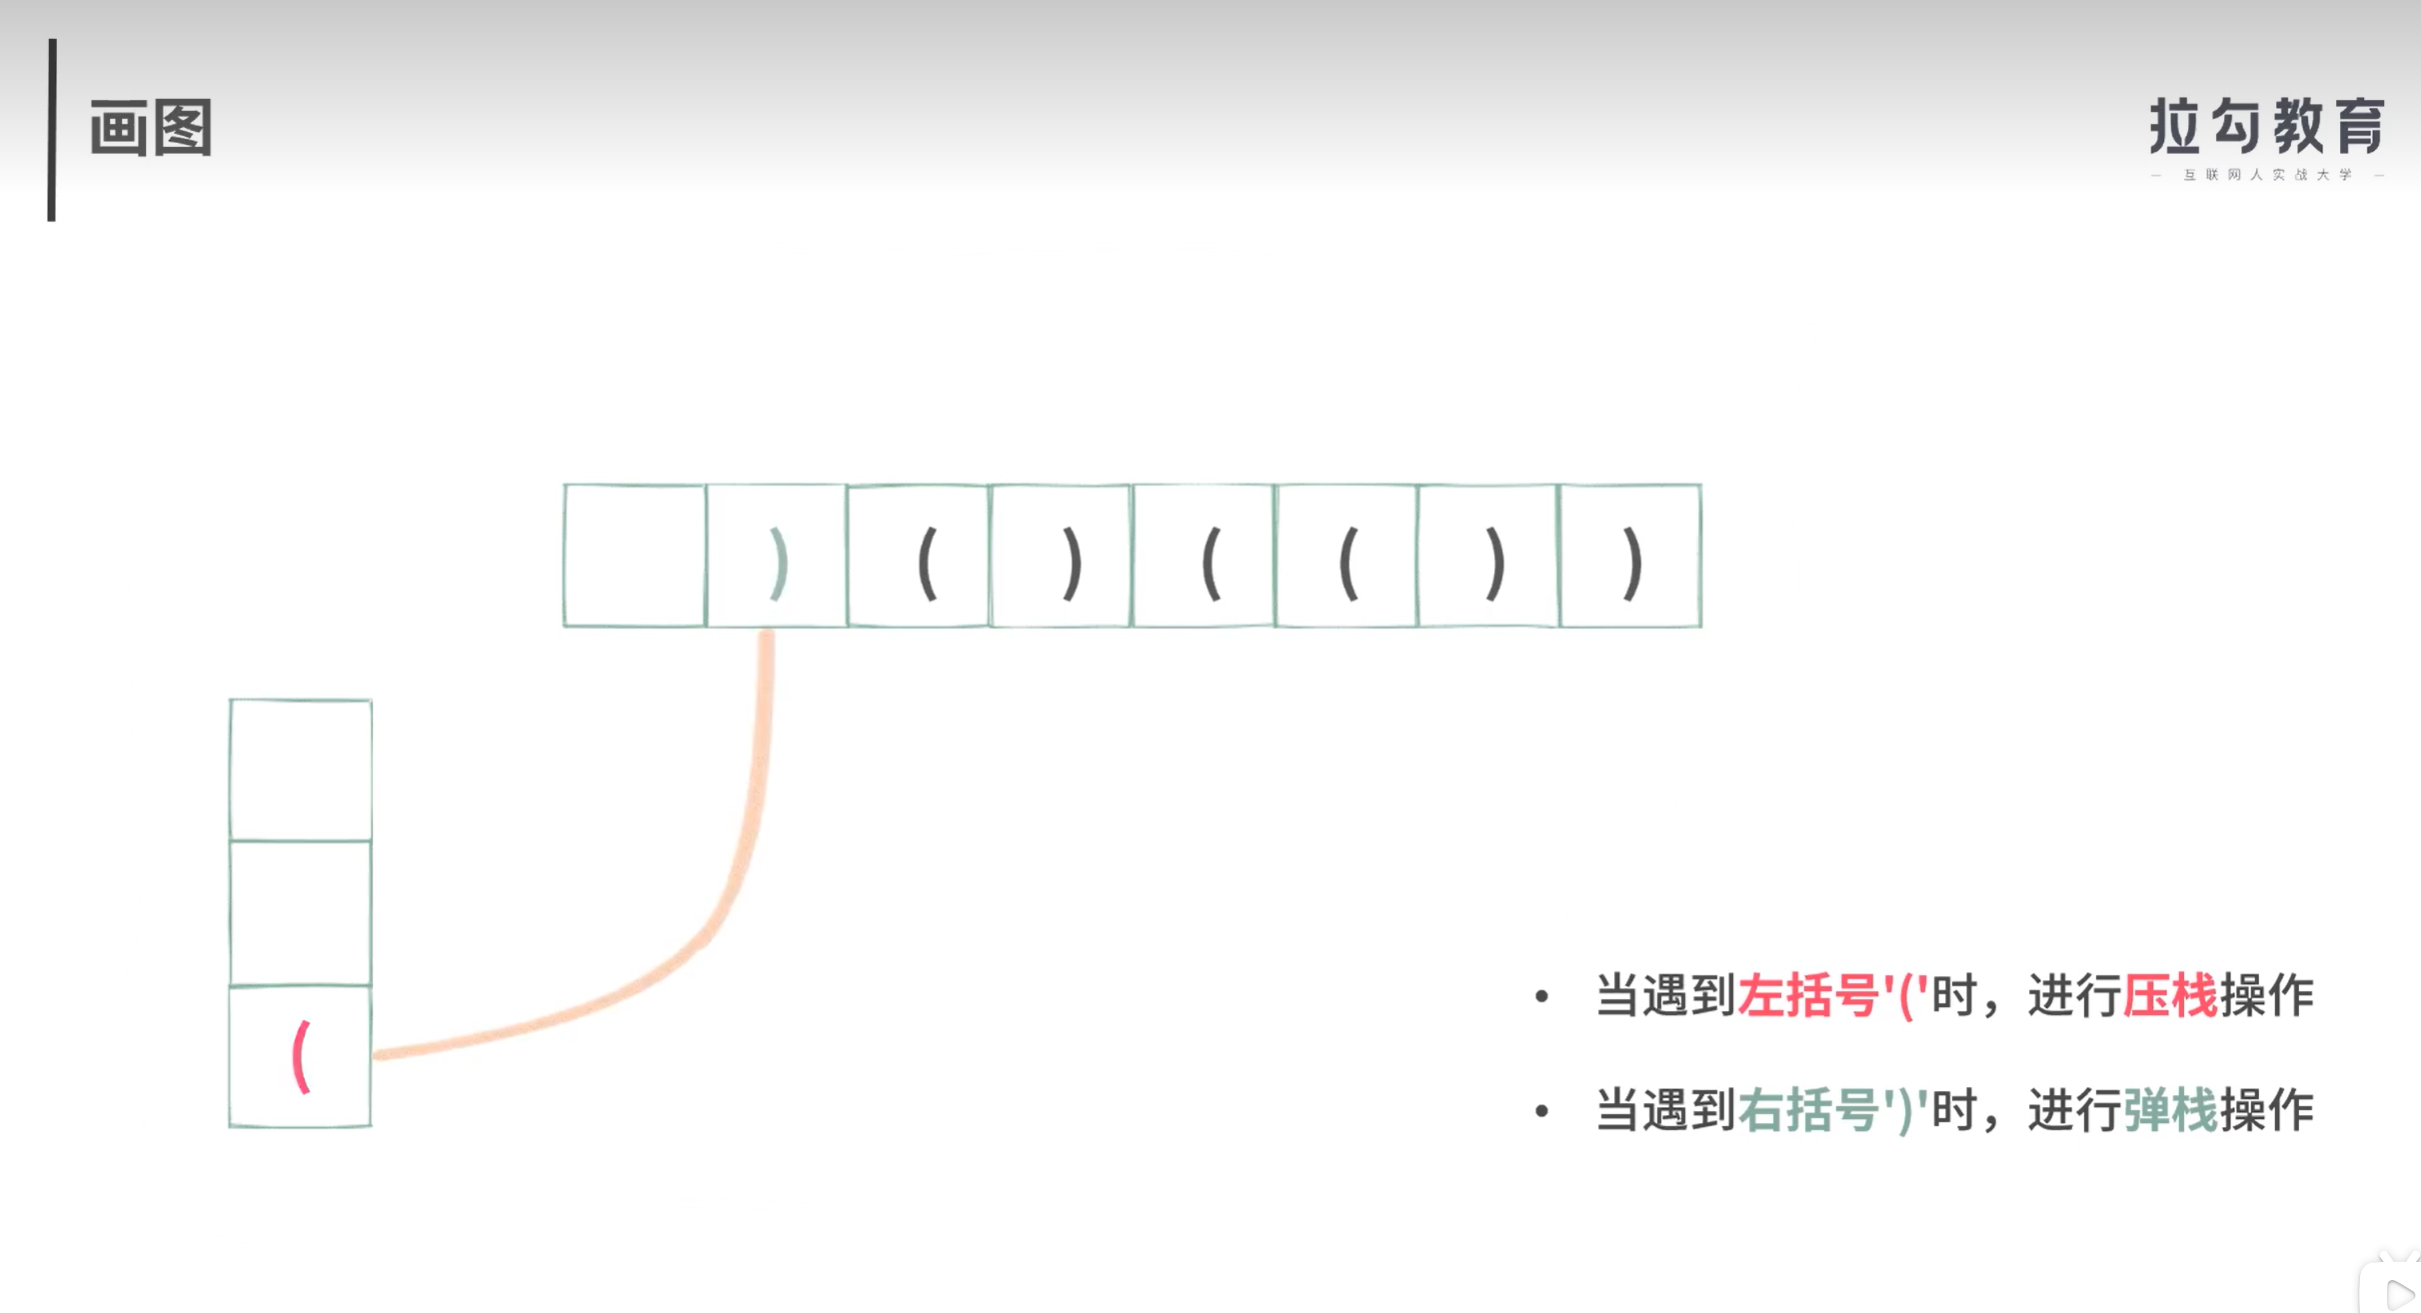 画图
拉勾教育
— 互联网人实战大学 —
) ( ) ( ( ) )
(
• 当遇到左括号'('时，进行压栈操作
• 当遇到右括号')'时，进行弹栈操作